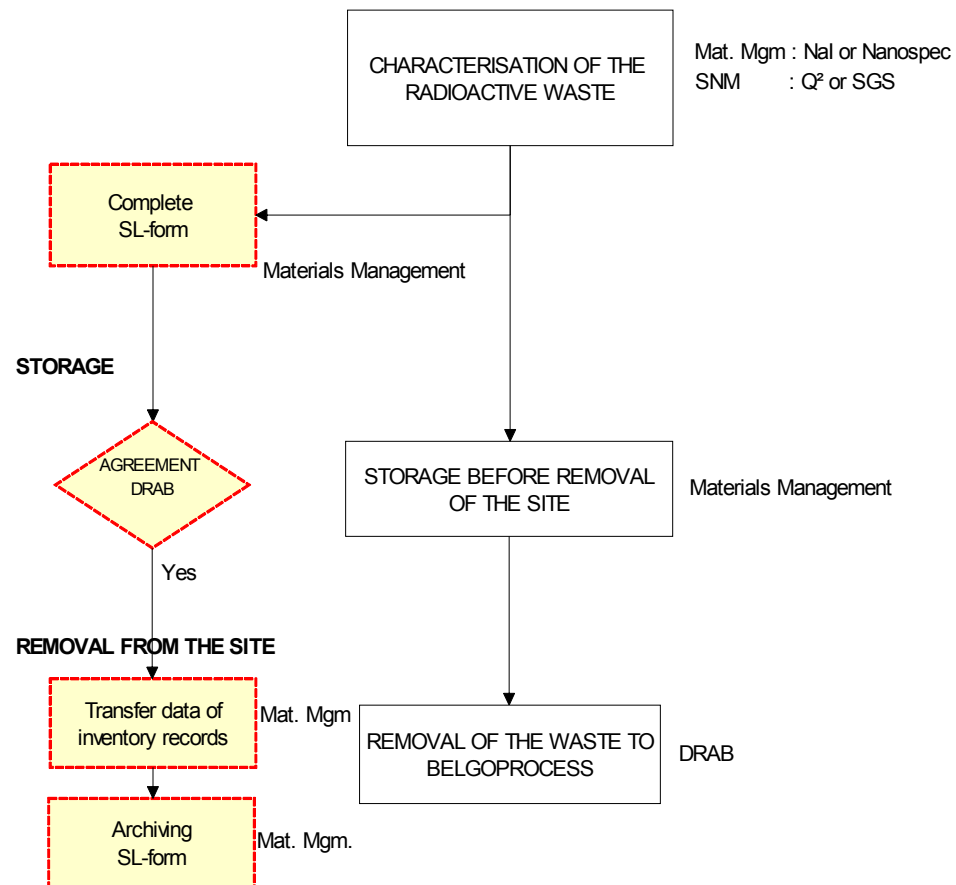 CHARACTERISATION OF THE
RADIOACTIVE WASTE
Mat. Mgm : NaI or Nanospec
SNM : Q² or SGS
Complete
SL-form
Materials Management
STORAGE
AGREEMENT
DRAB
Yes
STORAGE BEFORE REMOVAL
OF THE SITE
Materials Management
REMOVAL FROM THE SITE
Transfer data of
inventory records
Mat. Mgm
REMOVAL OF THE WASTE TO
BELGOPROCESS
DRAB
Archiving
SL-form
Mat. Mgm.